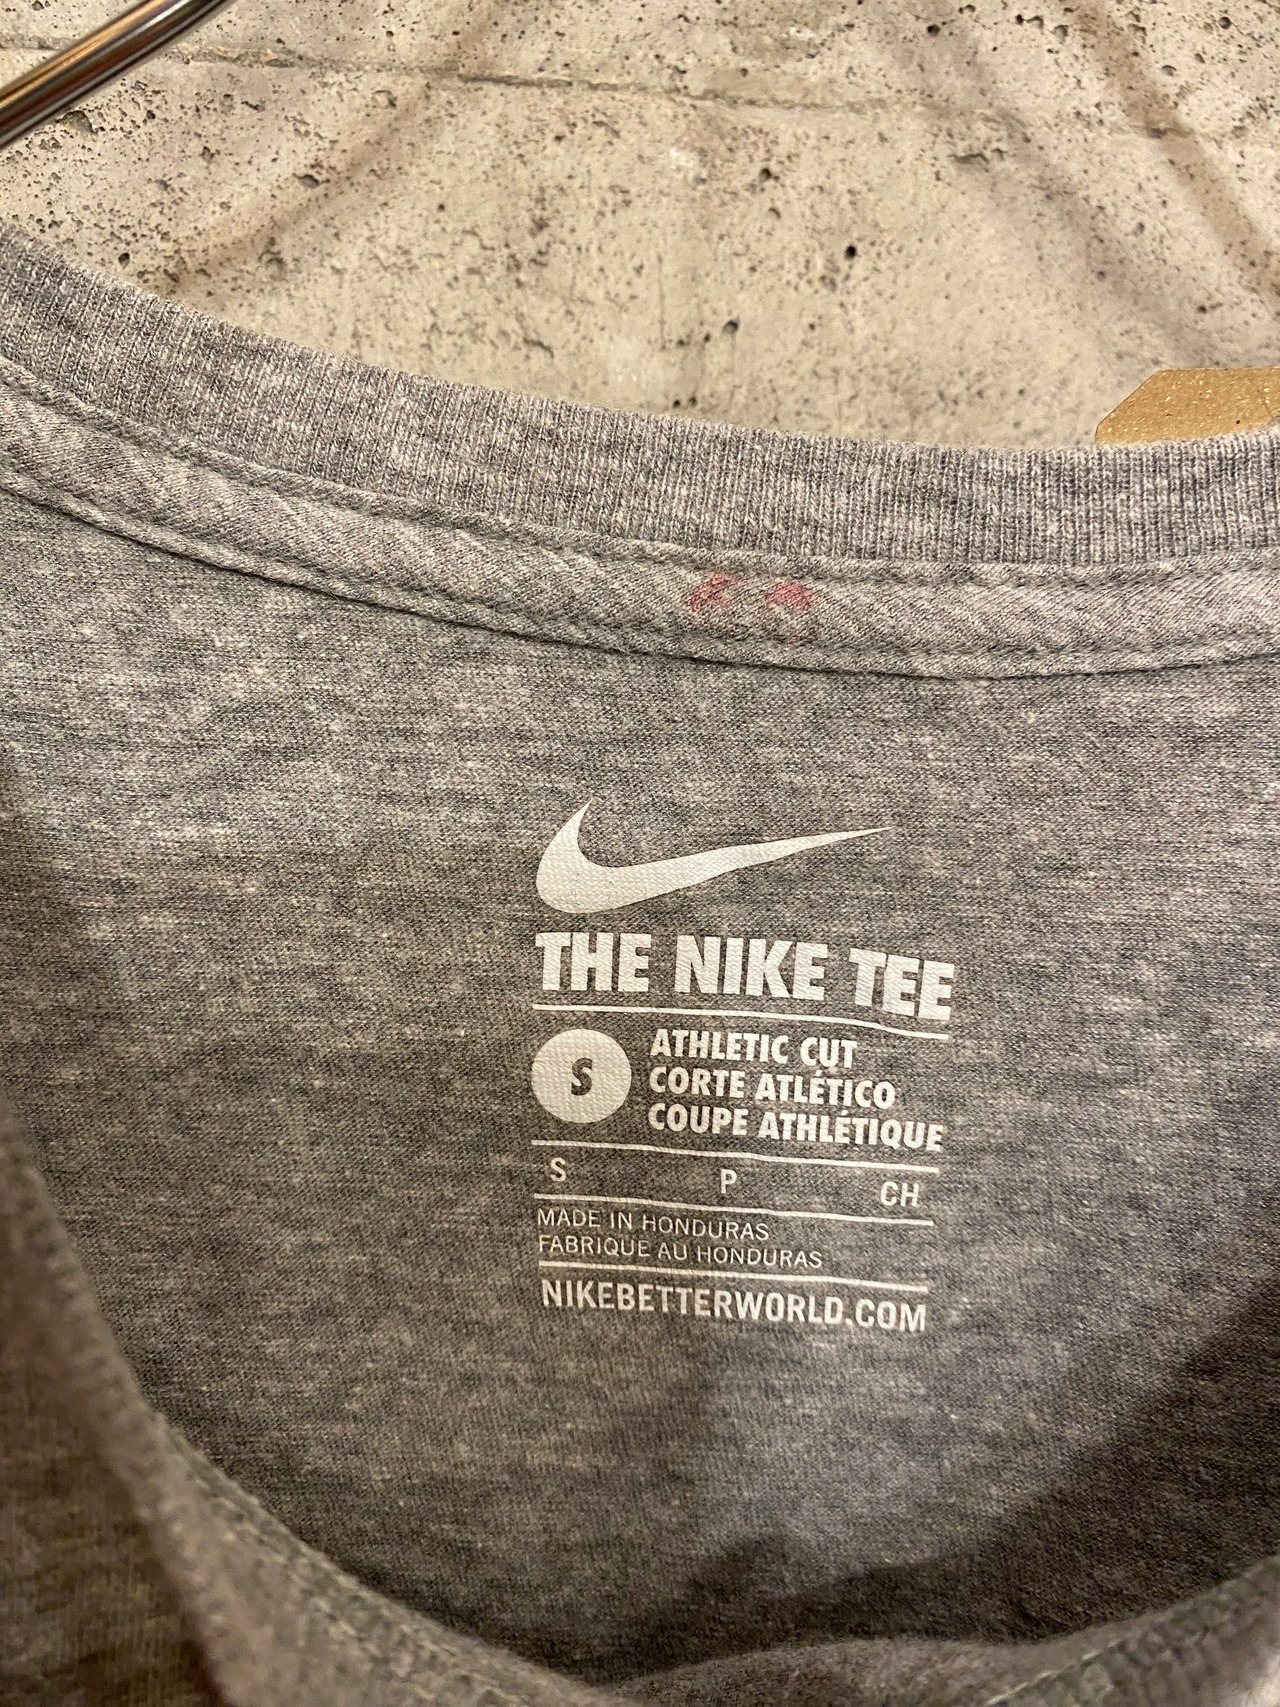 THE NIKE TEE
S
ATHLETIC CUT
CORTE ATLÉTICO
COUPE ATHLÉTIQUE
S P CH
MADE IN HONDURAS
FABRIQUE AU HONDURAS
NIKEBETTERWORLD.COM